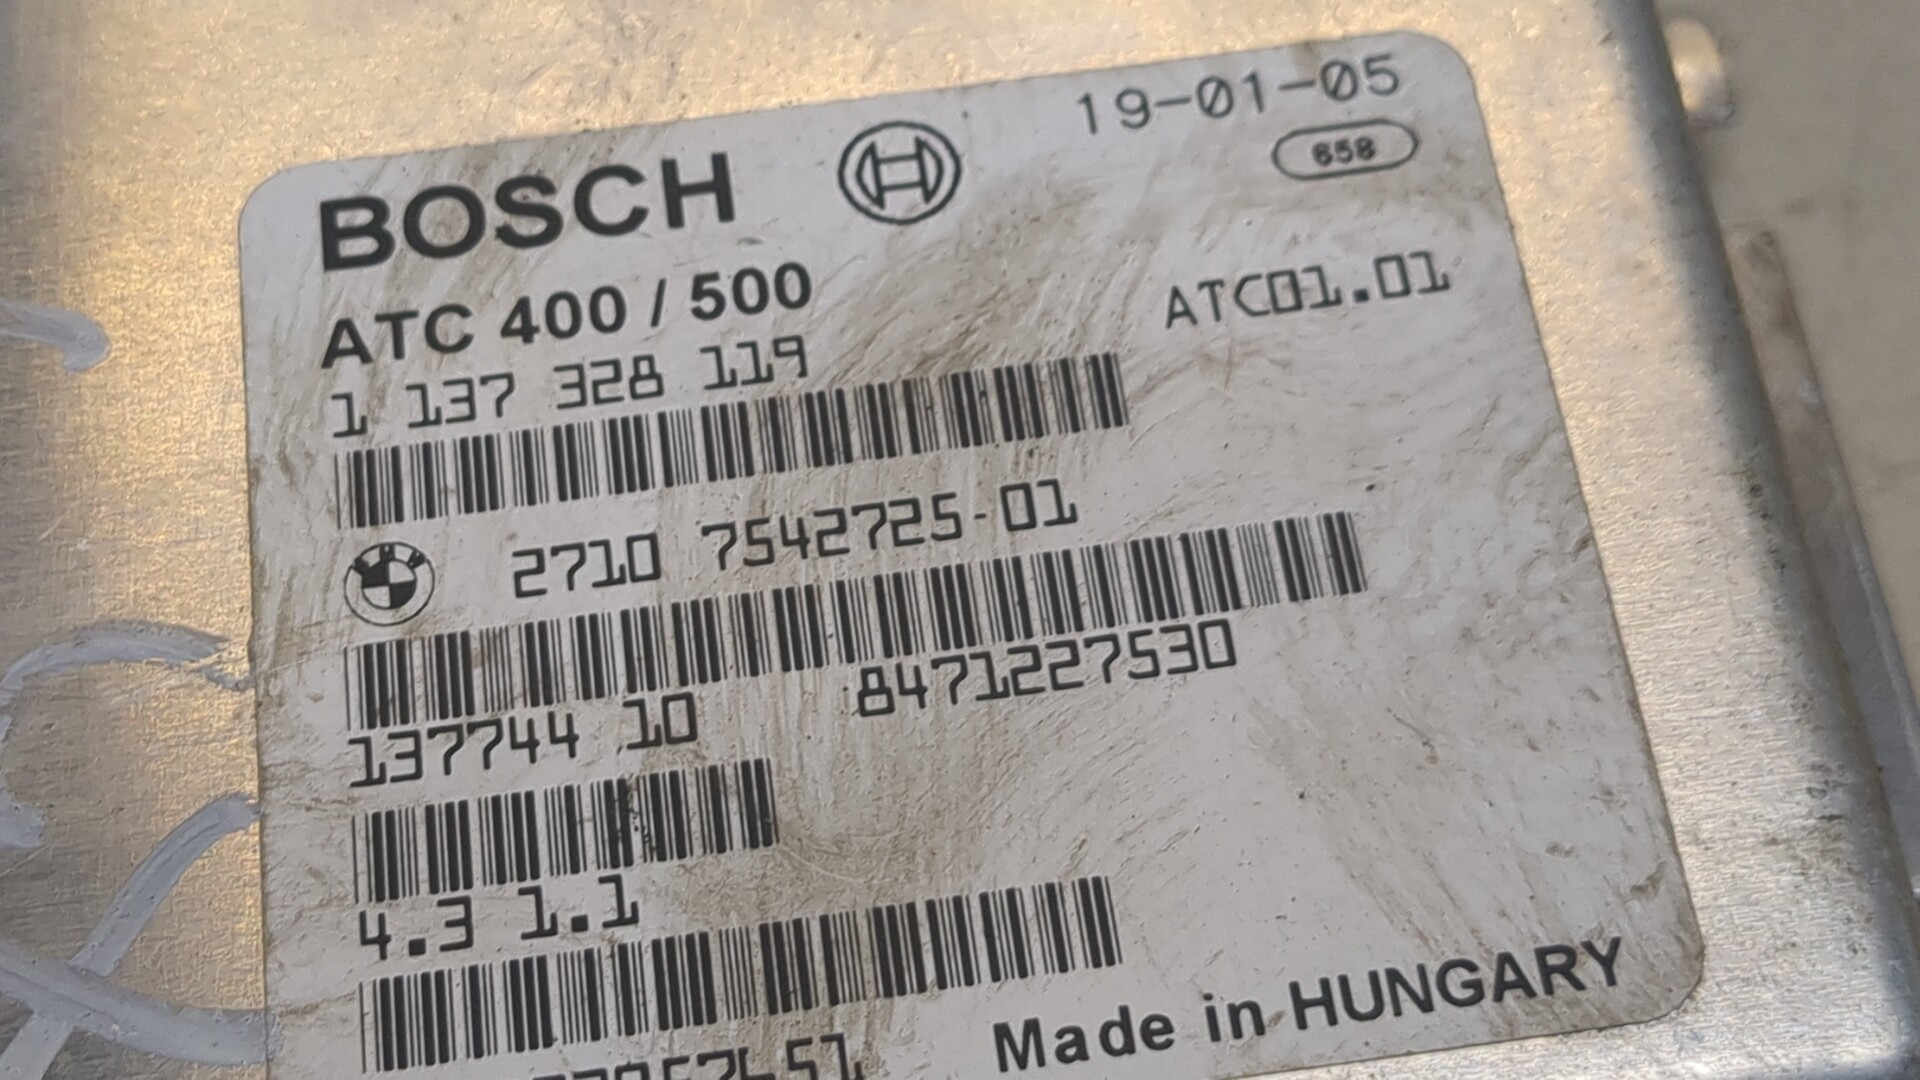 19-01-05
BOSCH
658
ATC 400 / 500
ATC01.01
1 137 328 119
2710 7542725-01
137744 10 8471227530
4.3 1.1
Made in HUNGARY